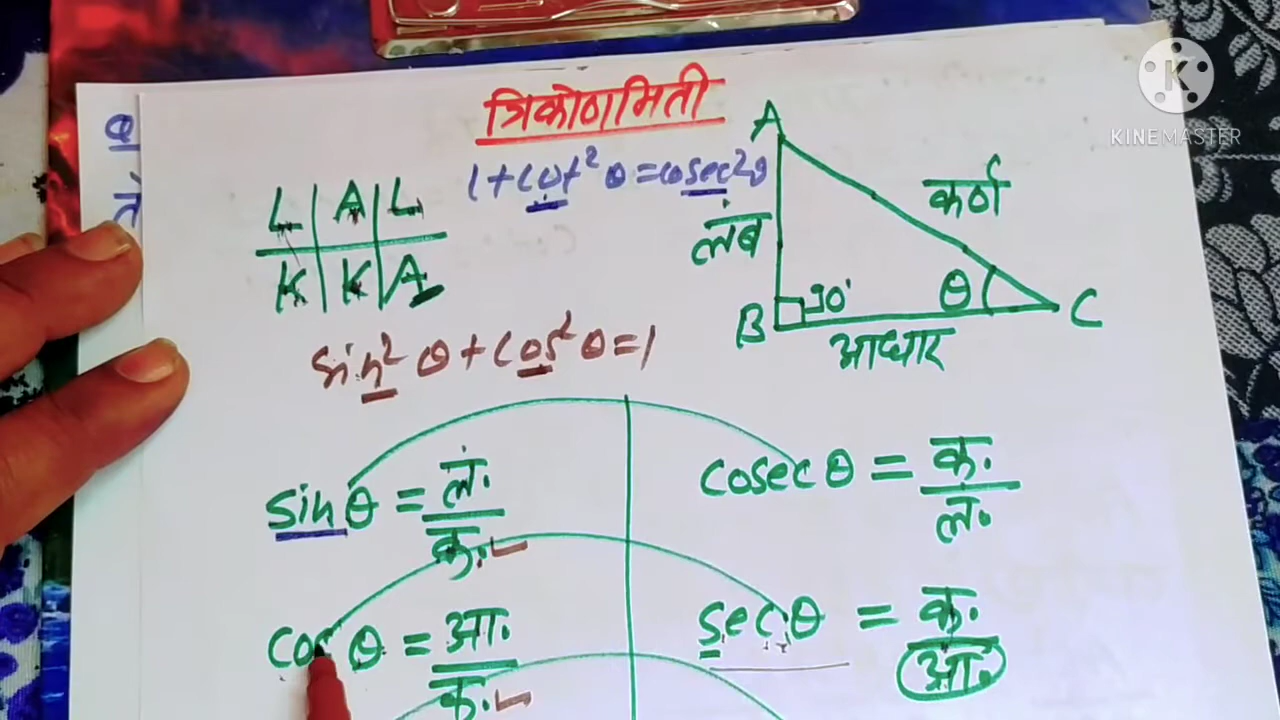 त्रिकोणमिती
1+cot²θ=cosec2θ
L | A | L
K | K | A
sin²θ+cos²θ=1
A
लंब
कर्ण
B
90°
θ
C
आधार
sinθ = लं. / क.
cosecθ = क. / ल.
cosθ = आ. / क.
secθ = क. / आ.
K
KINEMASTER